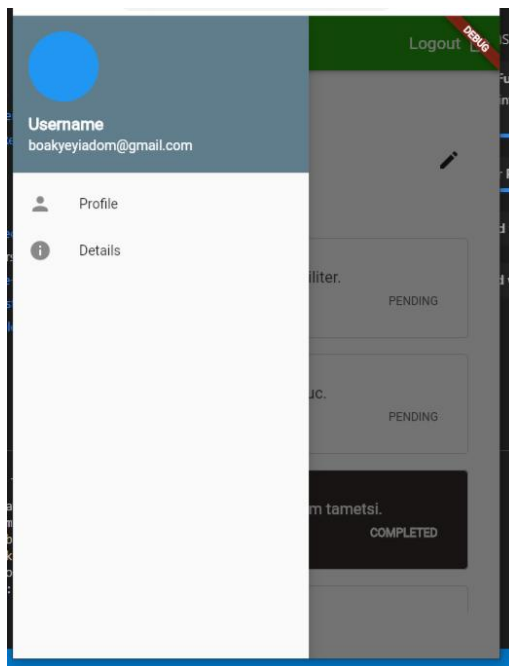 Logout
DEBUG
Username
boakyeyiadom@gmail.com
Profile
Details
iliter.
PENDING
uc.
PENDING
m tametsi.
COMPLETED